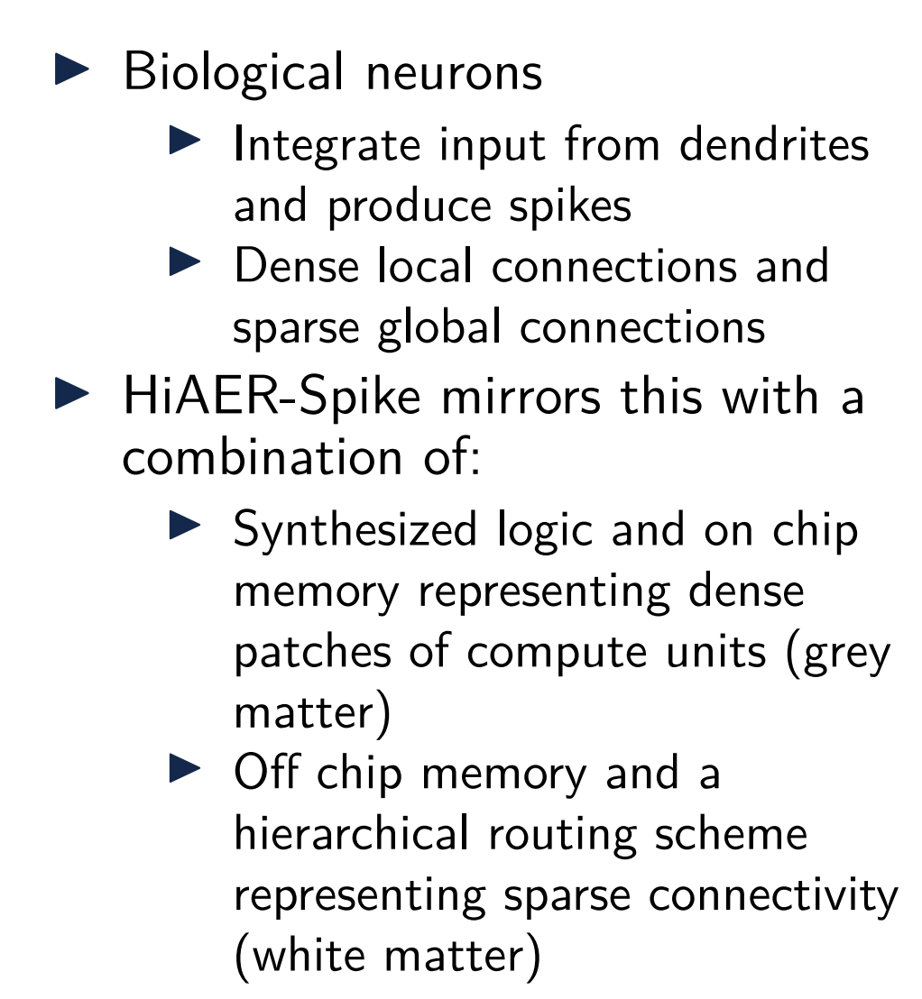 Biological neurons
Integrate input from dendrites
and produce spikes
Dense local connections and
sparse global connections
HiAER-Spike mirrors this with a
combination of:
Synthesized logic and on chip
memory representing dense
patches of compute units (grey
matter)
Off chip memory and a
hierarchical routing scheme
representing sparse connectivity
(white matter)